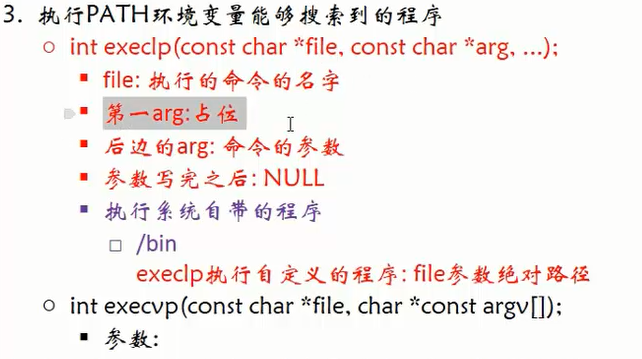 3. 执行PATH环境变量能够搜索到的程序
int execlp(const char *file, const char *arg, ...);
file: 执行的命令的名字
第一arg:占位
后边的arg: 命令的参数
参数写完之后: NULL
执行系统自带的程序
/bin
execlp执行自定义的程序: file参数绝对路径
int execvp(const char *file, char *const argv[]);
参数: